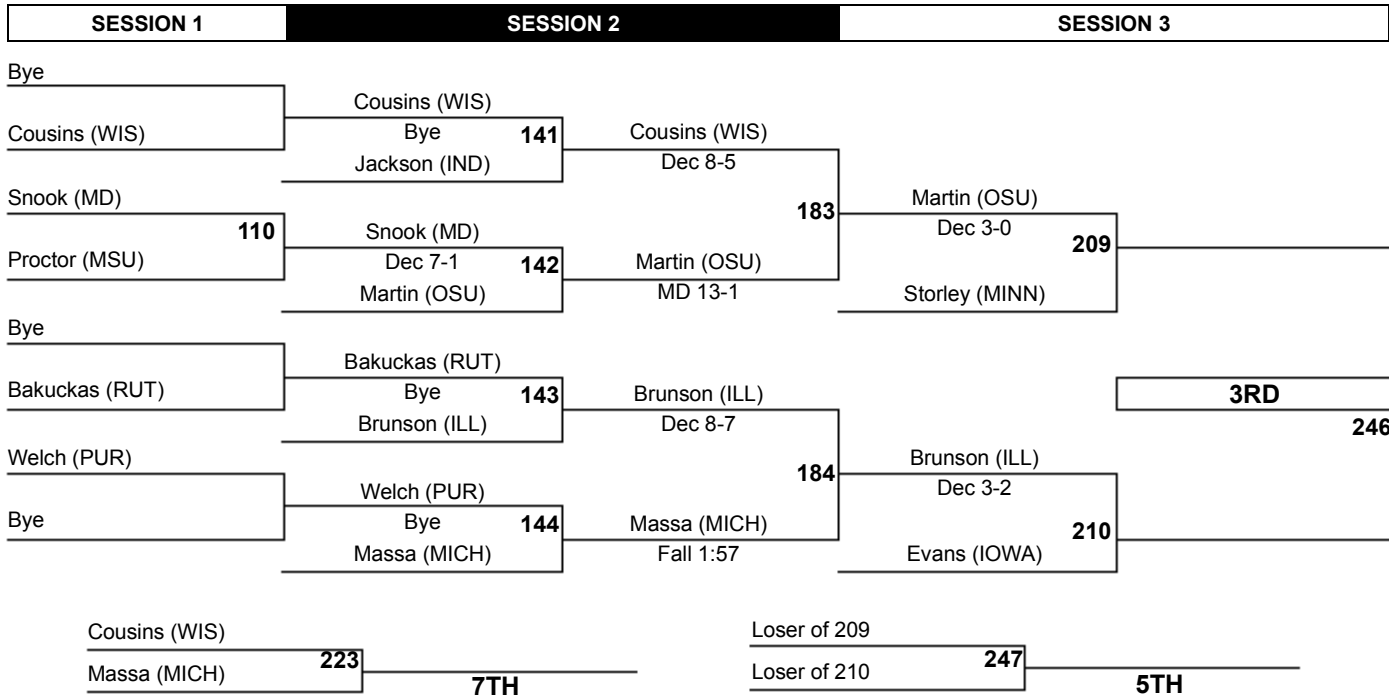 SESSION 1 SESSION 2 SESSION 3
Bye
Cousins (WIS)
Cousins (WIS) Bye 141 Cousins (WIS)
Jackson (IND) Dec 8-5
Snook (MD) 183 Martin (OSU)
110 Snook (MD) Dec 3-0 209
Proctor (MSU) Dec 7-1 142 Martin (OSU)
Martin (OSU) MD 13-1 Storley (MINN)
Bye
Bakuckas (RUT)
Bakuckas (RUT) Bye 143 Brunson (ILL) 3RD
Brunson (ILL) Dec 8-7 246
Welch (PUR) 184 Brunson (ILL)
Welch (PUR) Dec 3-2
Bye Bye 144 Massa (MICH) 210
Massa (MICH) Fall 1:57 Evans (IOWA)
Cousins (WIS) Loser of 209
Massa (MICH) 223 7TH Loser of 210 247 5TH